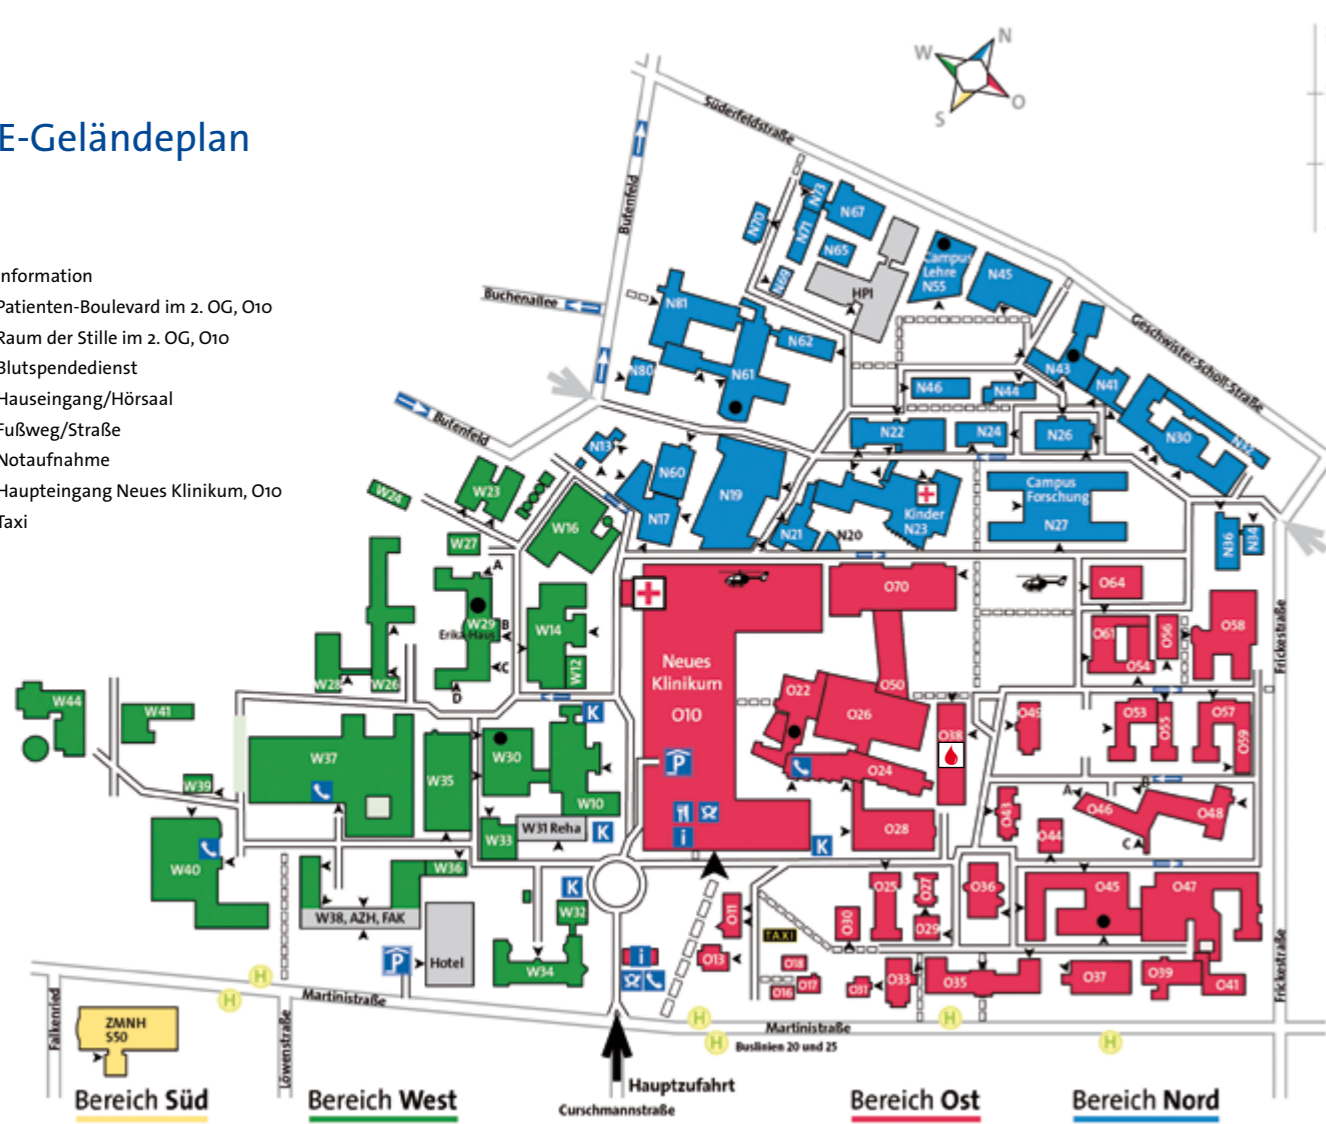 E-Geländeplan
nformation
Patienten-Boulevard im 2. OG, O10
Raum der Stille im 2. OG, O10
Blutspendedienst
Hauseingang/Hörsaal
Fußweg/Straße
Notaufnahme
Haupteingang Neues Klinikum, O10
Taxi
N
W
O
S
Süderfeldstraße
Butenfeld
Buchenallee
Butenfeld
Geschwister-Scholl-Straße
N73
N67
N70
N71
N65
N69
HPI
Campus
Lehre
N55
N45
N81
N62
N80
N61
N43
N46
N44
N41
N22
N24
N26
N30
N32
N13
N60
N19
N17
N21
N20
Kinder
N23
Campus
Forschung
N27
N36
N34
W24
W23
W16
W27
A
W29
Erika Haus
B
C
D
W14
W12
W28
W26
W44
W41
W37
W35
W30
W10
K
W39
W33
W31 Reha
K
W40
W36
W38, AZH, FAK
K
W32
W34
P
Hotel
Neues
Klinikum
O10
P
i
K
O70
O50
O22
O26
O24
O38
O28
O64
O61
O54
O56
O58
O49
O53
O55
O57
O59
O43
O44
A
O46
B
C
O48
O25
O27
O36
O45
O47
O11
O13
O30
O29
TAXI
O18
O17
O16
O31
O33
O35
O37
O39
O41
i
Frickestraße
Frickestraße
H
H
H
H
H
H
Martinistraße
Martinistraße
Buslinien 20 und 25
Falkenried
Löwenstraße
ZMNH
S50
Hauptzufahrt
Curschmannstraße
Bereich Süd
Bereich West
Bereich Ost
Bereich Nord